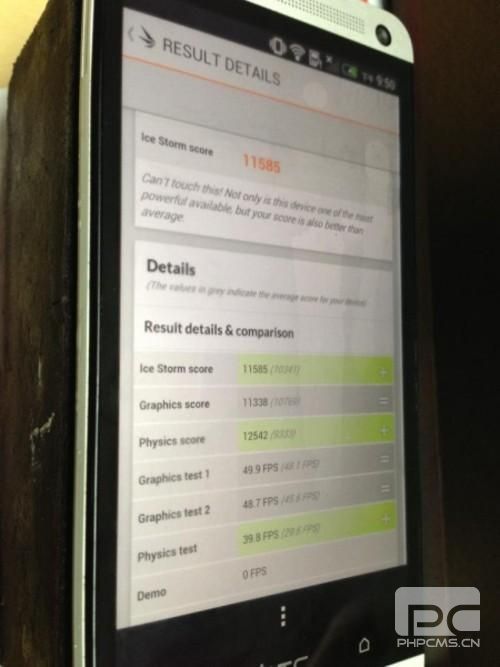 下午 9:50
RESULT DETAILS
Ice Storm score
11585
Can't touch this! Not only is this device one of the most
powerful available, but your score is also better than
average.
Details
(The values in grey indicate the average score for your device)
Result details & comparison
Ice Storm score 11585 (10341) +
Graphics score 11338 (10769) =
Physics score 12542 (9333) +
Graphics test 1 49.9 FPS (48.1 FPS) =
Graphics test 2 48.7 FPS (45.6 FPS) =
Physics test 39.8 FPS (29.6 FPS) +
Demo 0 FPS
PC
PHPCMS.CN